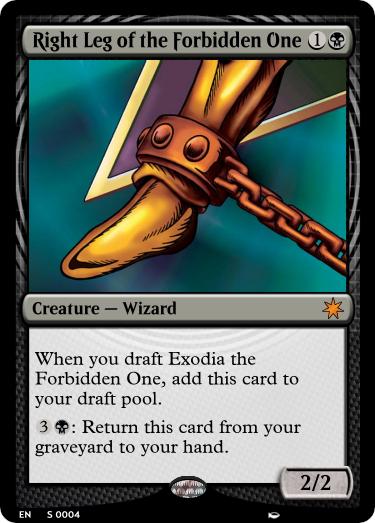 Right Leg of the Forbidden One 1
Creature — Wizard
When you draft Exodia the
Forbidden One, add this card to
your draft pool.
3 : Return this card from your
graveyard to your hand.
2/2
EN S 0004